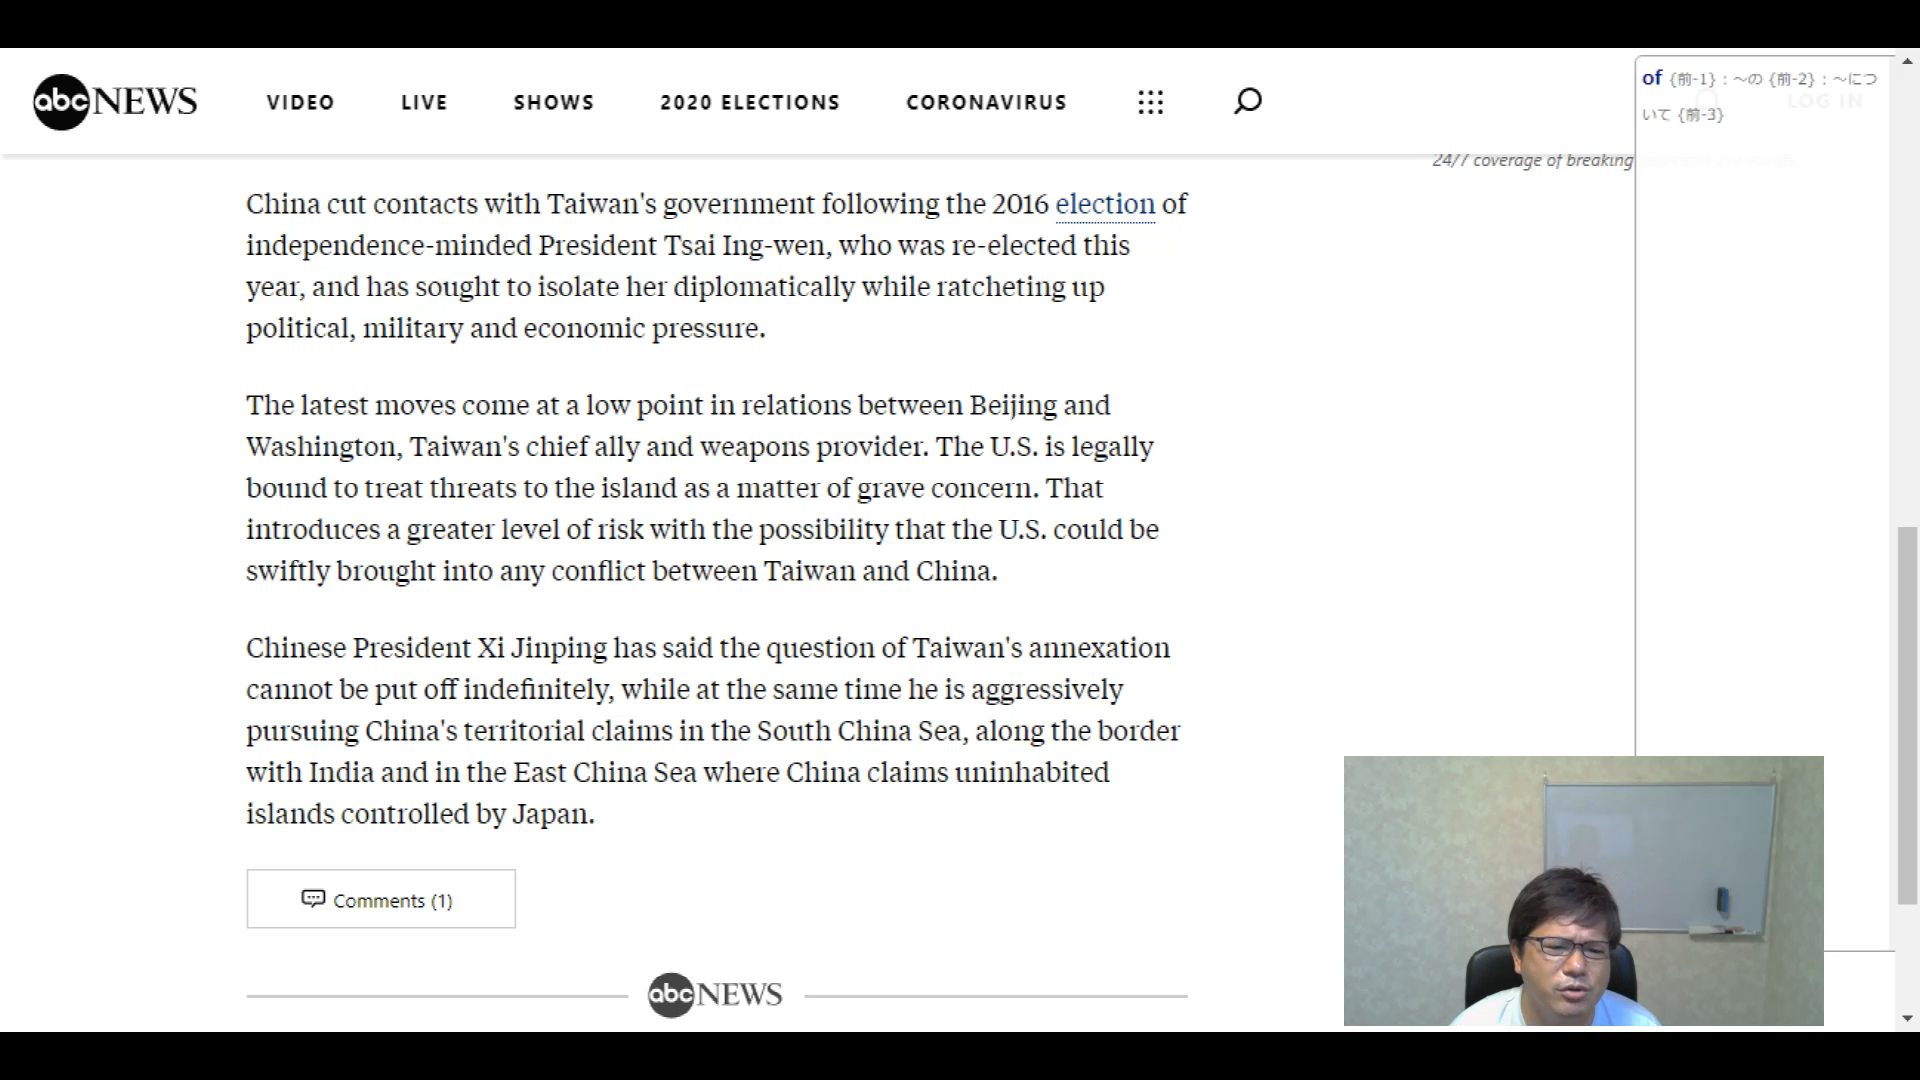 abc NEWS VIDEO LIVE SHOWS 2020 ELECTIONS CORONAVIRUS LOG IN
of {前-1} : ～の {前-2} : ～につ
いて {前-3}
24/7 coverage of breaking
China cut contacts with Taiwan's government following the 2016 election of
independence-minded President Tsai Ing-wen, who was re-elected this
year, and has sought to isolate her diplomatically while ratcheting up
political, military and economic pressure.
The latest moves come at a low point in relations between Beijing and
Washington, Taiwan's chief ally and weapons provider. The U.S. is legally
bound to treat threats to the island as a matter of grave concern. That
introduces a greater level of risk with the possibility that the U.S. could be
swiftly brought into any conflict between Taiwan and China.
Chinese President Xi Jinping has said the question of Taiwan's annexation
cannot be put off indefinitely, while at the same time he is aggressively
pursuing China's territorial claims in the South China Sea, along the border
with India and in the East China Sea where China claims uninhabited
islands controlled by Japan.
Comments (1)
abc NEWS